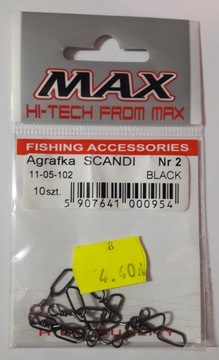 MAX
HI-TECH FROM MAX
FISHING ACCESSORIES
Agrafka SCANDI Nr 2
11-05-102 BLACK
10szt.
5 907641 000954
8
4.40zł